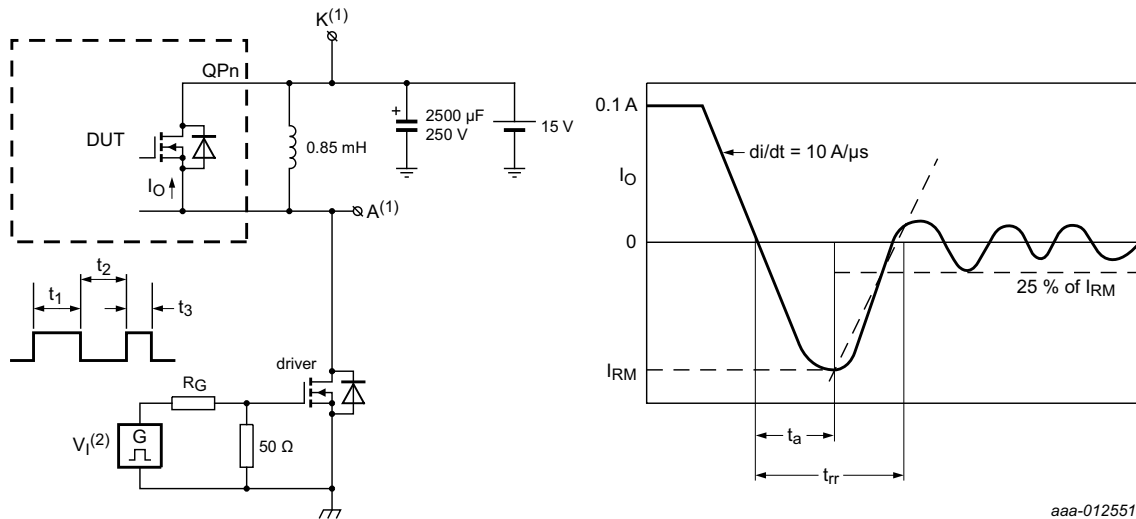 K(1)
QPn
DUT
IO
0.85 mH
+
2500 µF
250 V
15 V
A(1)
t1
t2
t3
driver
RG
VI(2)
G
50 Ω
0.1 A
di/dt = 10 A/µs
IO
0
25 % of IRM
IRM
ta
trr
aaa-012551